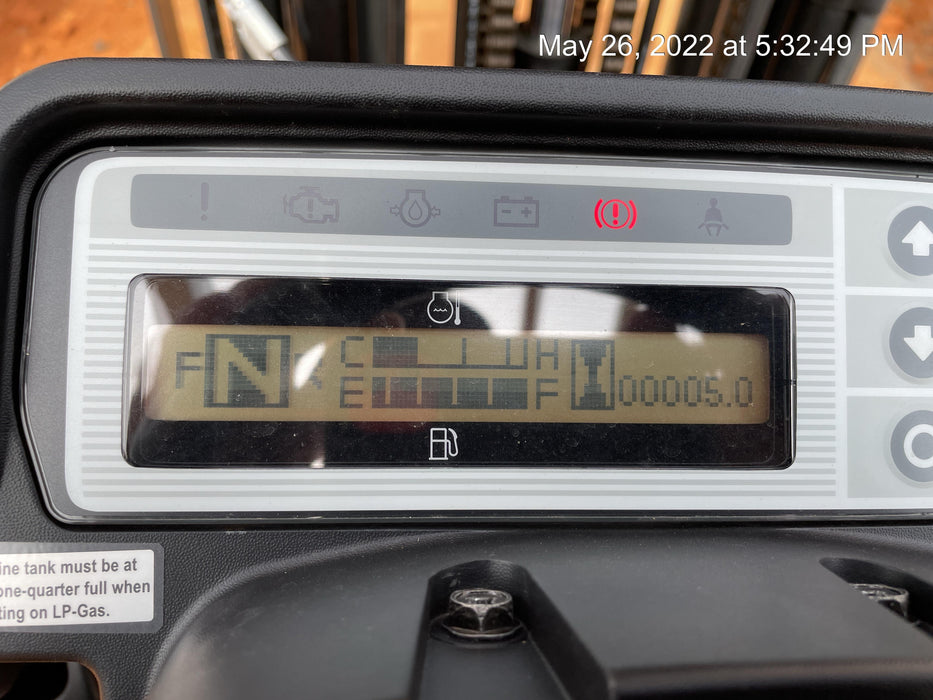 May 26, 2022 at 5:32:49 PM
F N R C H 00005.0
E F
ine tank must be at
one-quarter full when
ting on LP-Gas.